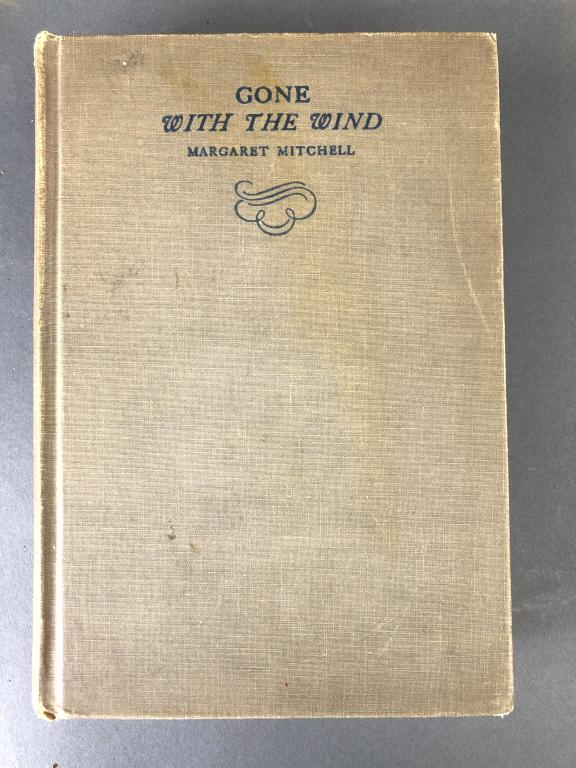 GONE
WITH THE WIND
MARGARET MITCHELL